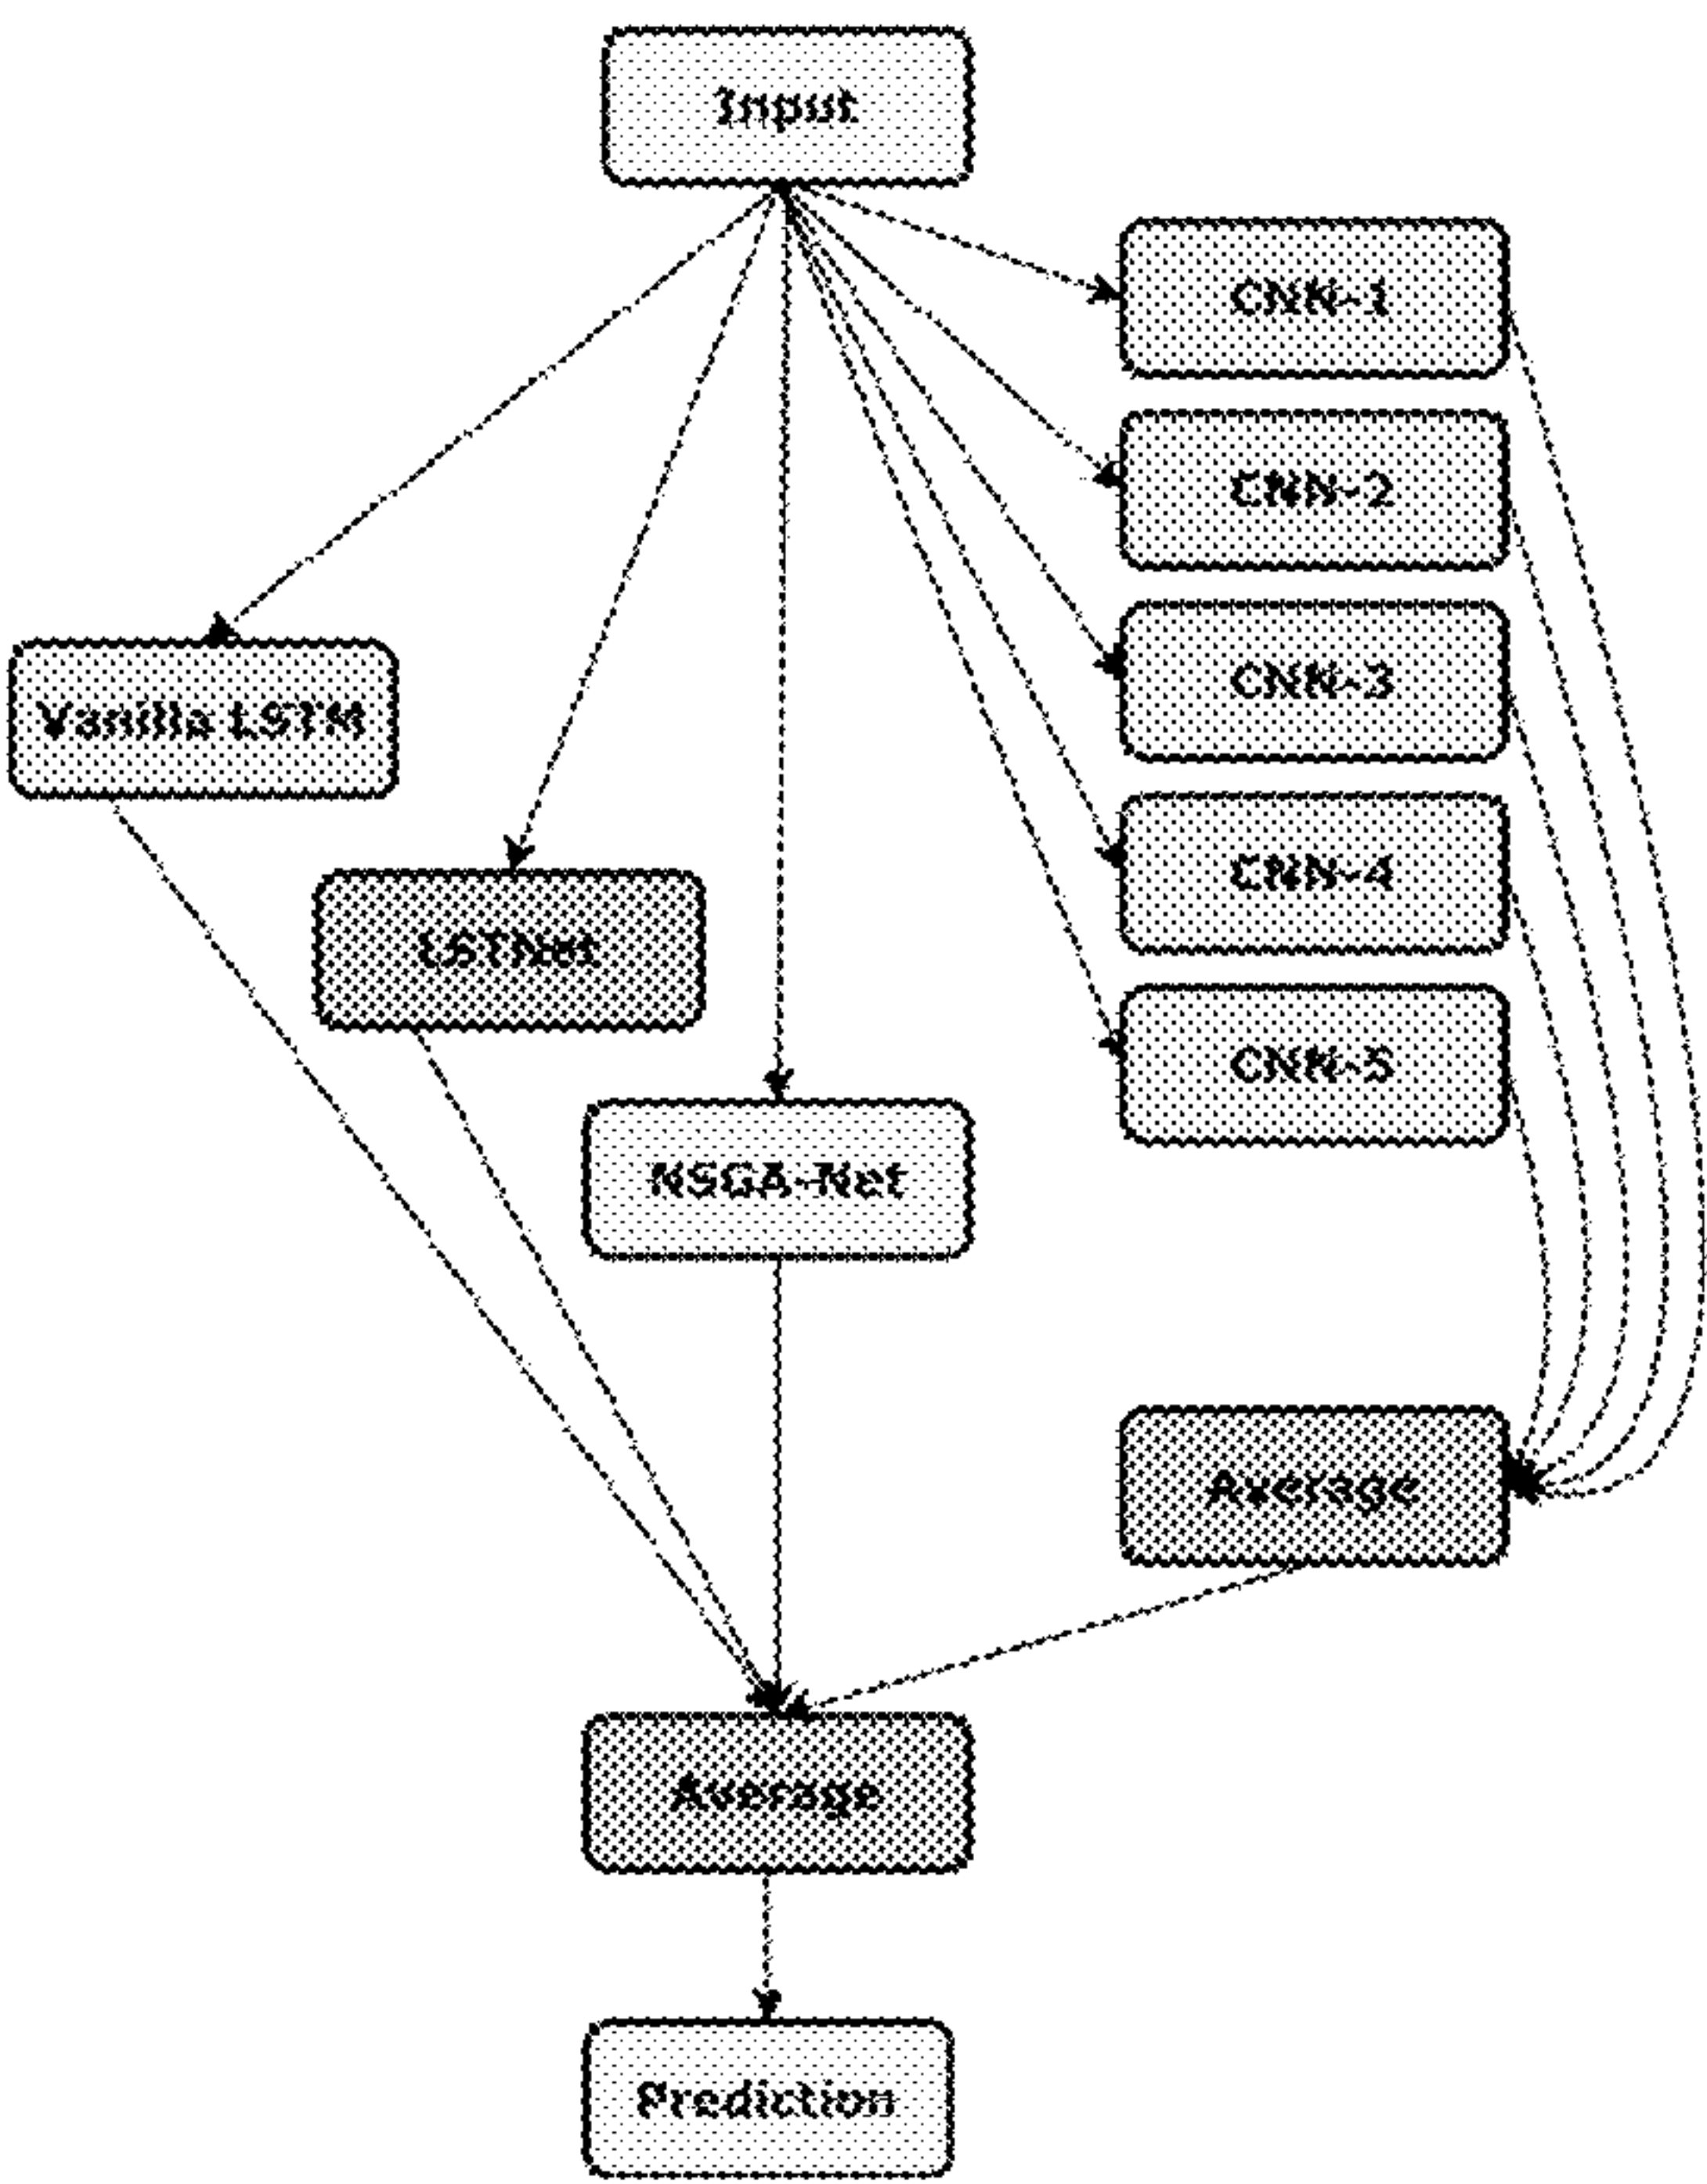 Input
CNN-1
CNN-2
CNN-3
Vanilla LSTM
CNN-4
LSTNet
CNN-5
NSGA-Net
Average
Average
Prediction